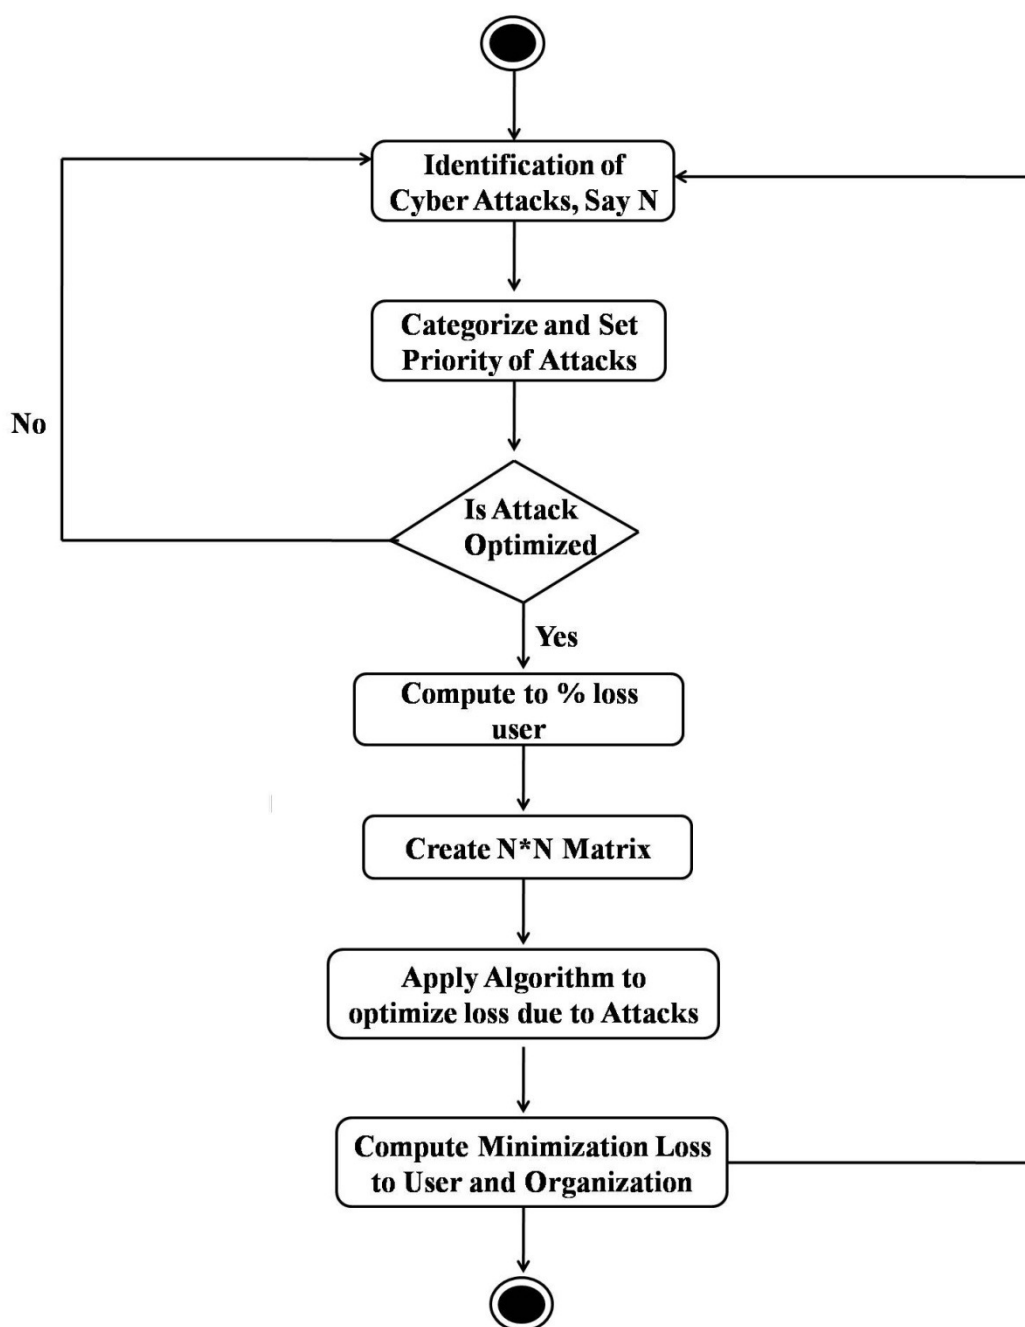 Identification of
Cyber Attacks, Say N
Categorize and Set
Priority of Attacks
No
Is Attack
Optimized
Yes
Compute to % loss
user
Create N*N Matrix
Apply Algorithm to
optimize loss due to Attacks
Compute Minimization Loss
to User and Organization